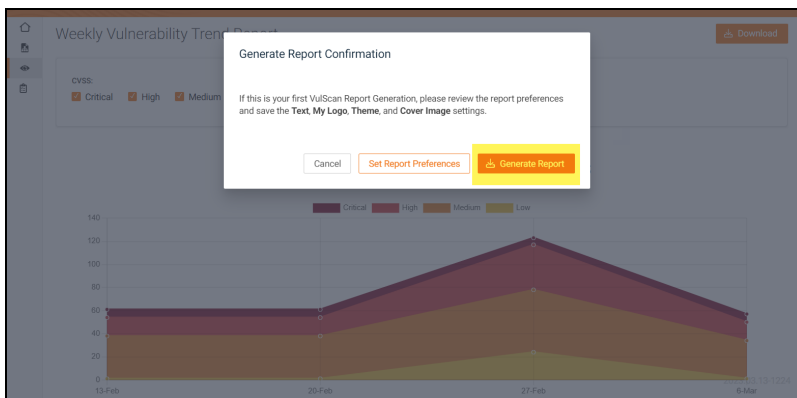 Weekly Vulnerability Trend Report
Download
CVSS:
Critical High Medium
Generate Report Confirmation
If this is your first VulScan Report Generation, please review the report preferences
and save the Text, My Logo, Theme, and Cover Image settings.
Cancel Set Report Preferences Generate Report
Critical High Medium Low
140
120
100
80
60
40
20
0
13-Feb 20-Feb 27-Feb 6-Mar